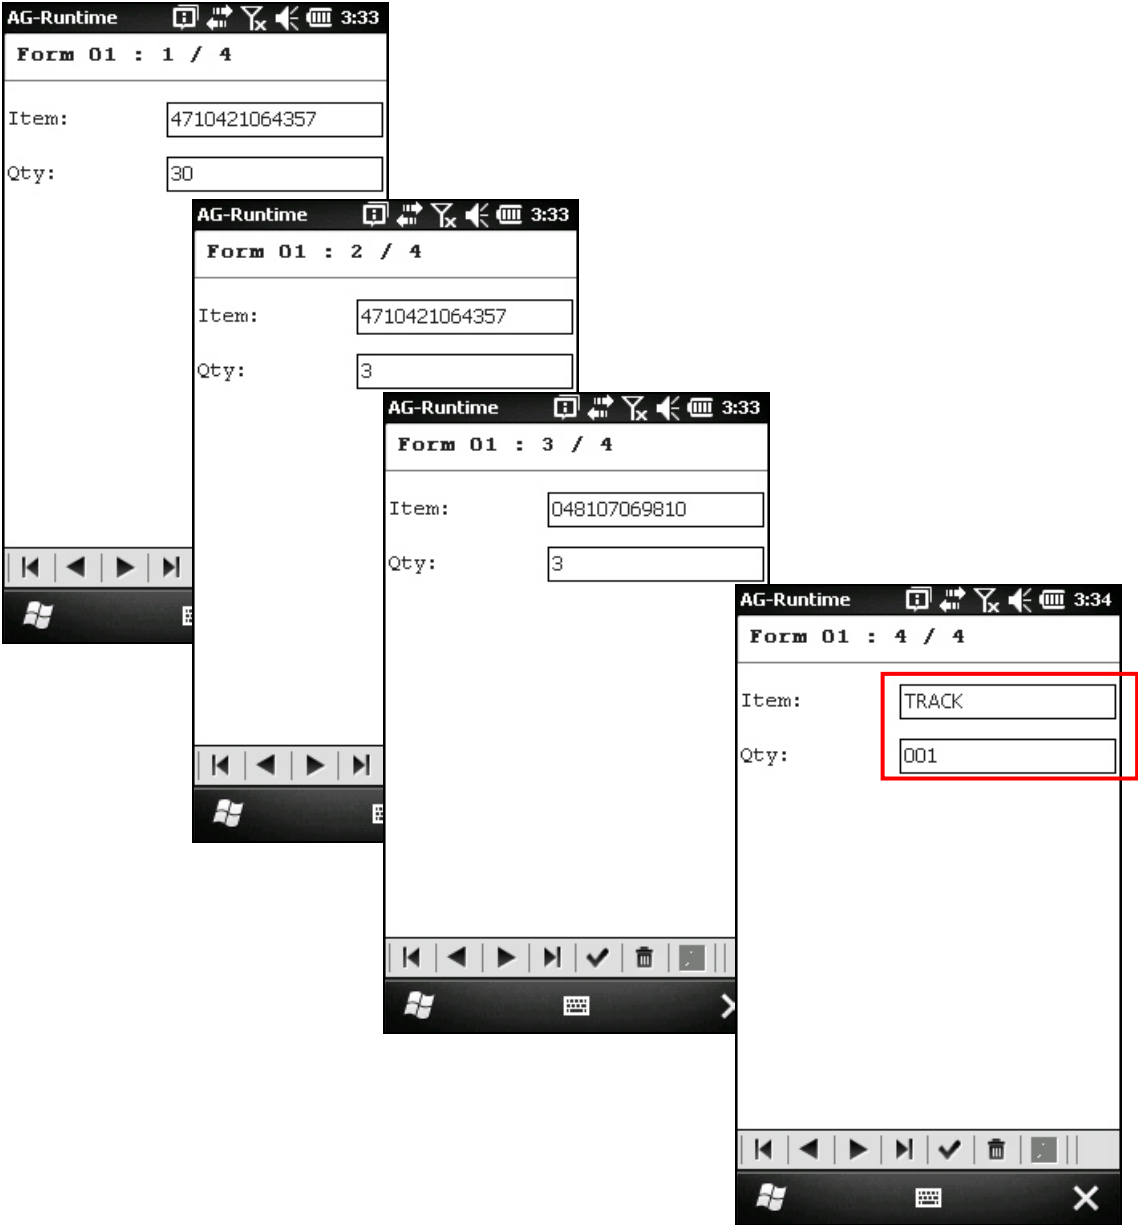 AG-Runtime 3:33
Form 01 : 1 / 4
Item: 4710421064357
Qty: 30
AG-Runtime 3:33
Form 01 : 2 / 4
Item: 4710421064357
Qty: 3
AG-Runtime 3:33
Form 01 : 3 / 4
Item: 048107069810
Qty: 3
AG-Runtime 3:34
Form 01 : 4 / 4
Item: TRACK
Qty: 001